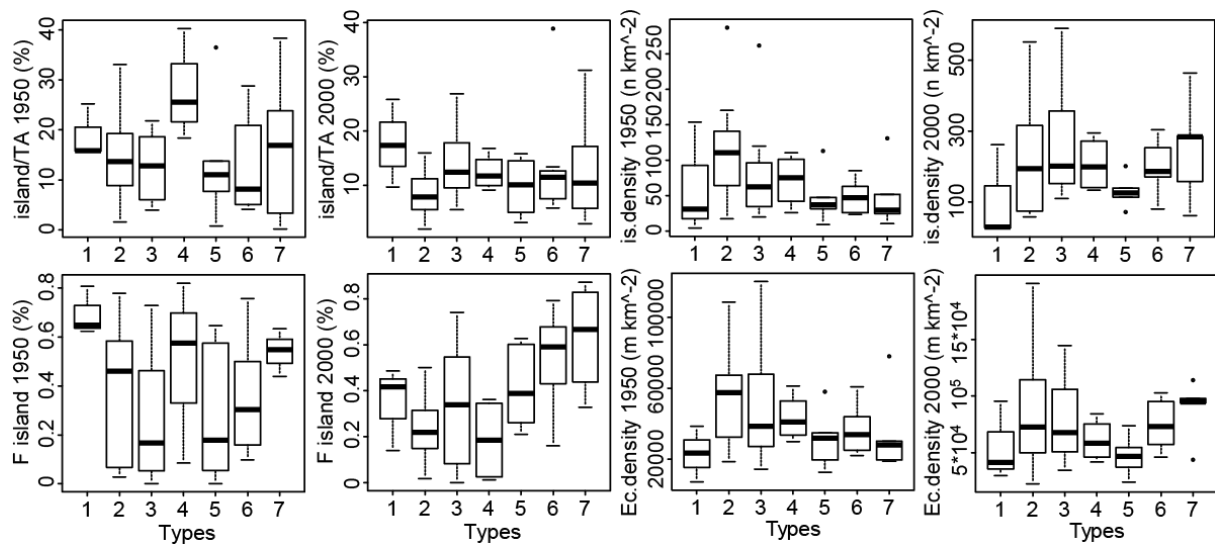 island/TA 1950 (%)
0 10 20 30 40
1 2 3 4 5 6 7
island/TA 2000 (%)
10 20 30 40
1 2 3 4 5 6 7
is.density 1950 (n km^-2)
0 50 100 150 200 250
1 2 3 4 5 6 7
is.density 2000 (n km^-2)
100 300 500
1 2 3 4 5 6 7
F island 1950 (%)
0 0.2 0.4 0.6 0.8
1 2 3 4 5 6 7
Types
F island 2000 (%)
0 0.2 0.4 0.6 0.8
1 2 3 4 5 6 7
Types
Ec.density 1950 (m km^-2)
20000 60000 100000
1 2 3 4 5 6 7
Types
Ec.density 2000 (m km^-2)
5*10^4 10^5 15*10^4
1 2 3 4 5 6 7
Types